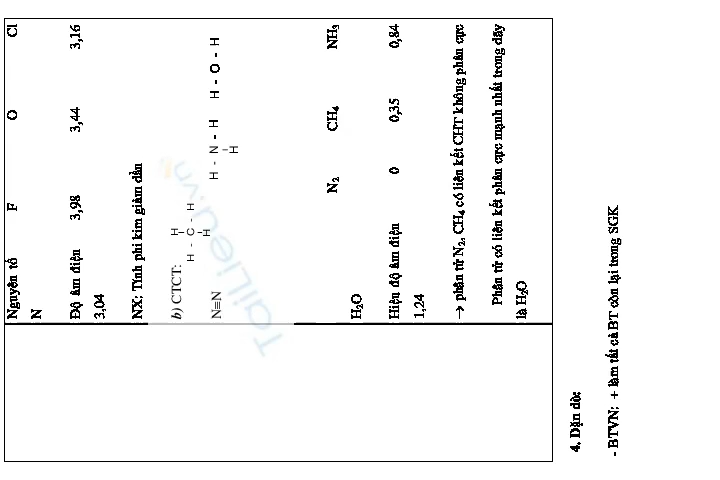 Nguyên tố F O Cl
N
Độ âm điện 3,98 3,44 3,16
3,04
NX: Tính phi kim giảm dần
b) CTCT:
H
H - C - H
H
N≡N H - N - H H - O - H
H
N₂ CH₄ NH₃
H₂O
Hiện độ âm điện 0 0,35 0,84
1,24
→ phân tử N₂, CH₄ có liên kết CHT không phân cực
Phân tử có liên kết phân cực mạnh nhất trong dãy
là H₂O
4. Dặn dò:
- BTVN: + làm tất cả BT còn lại trong SGK
TaiLieu.vn